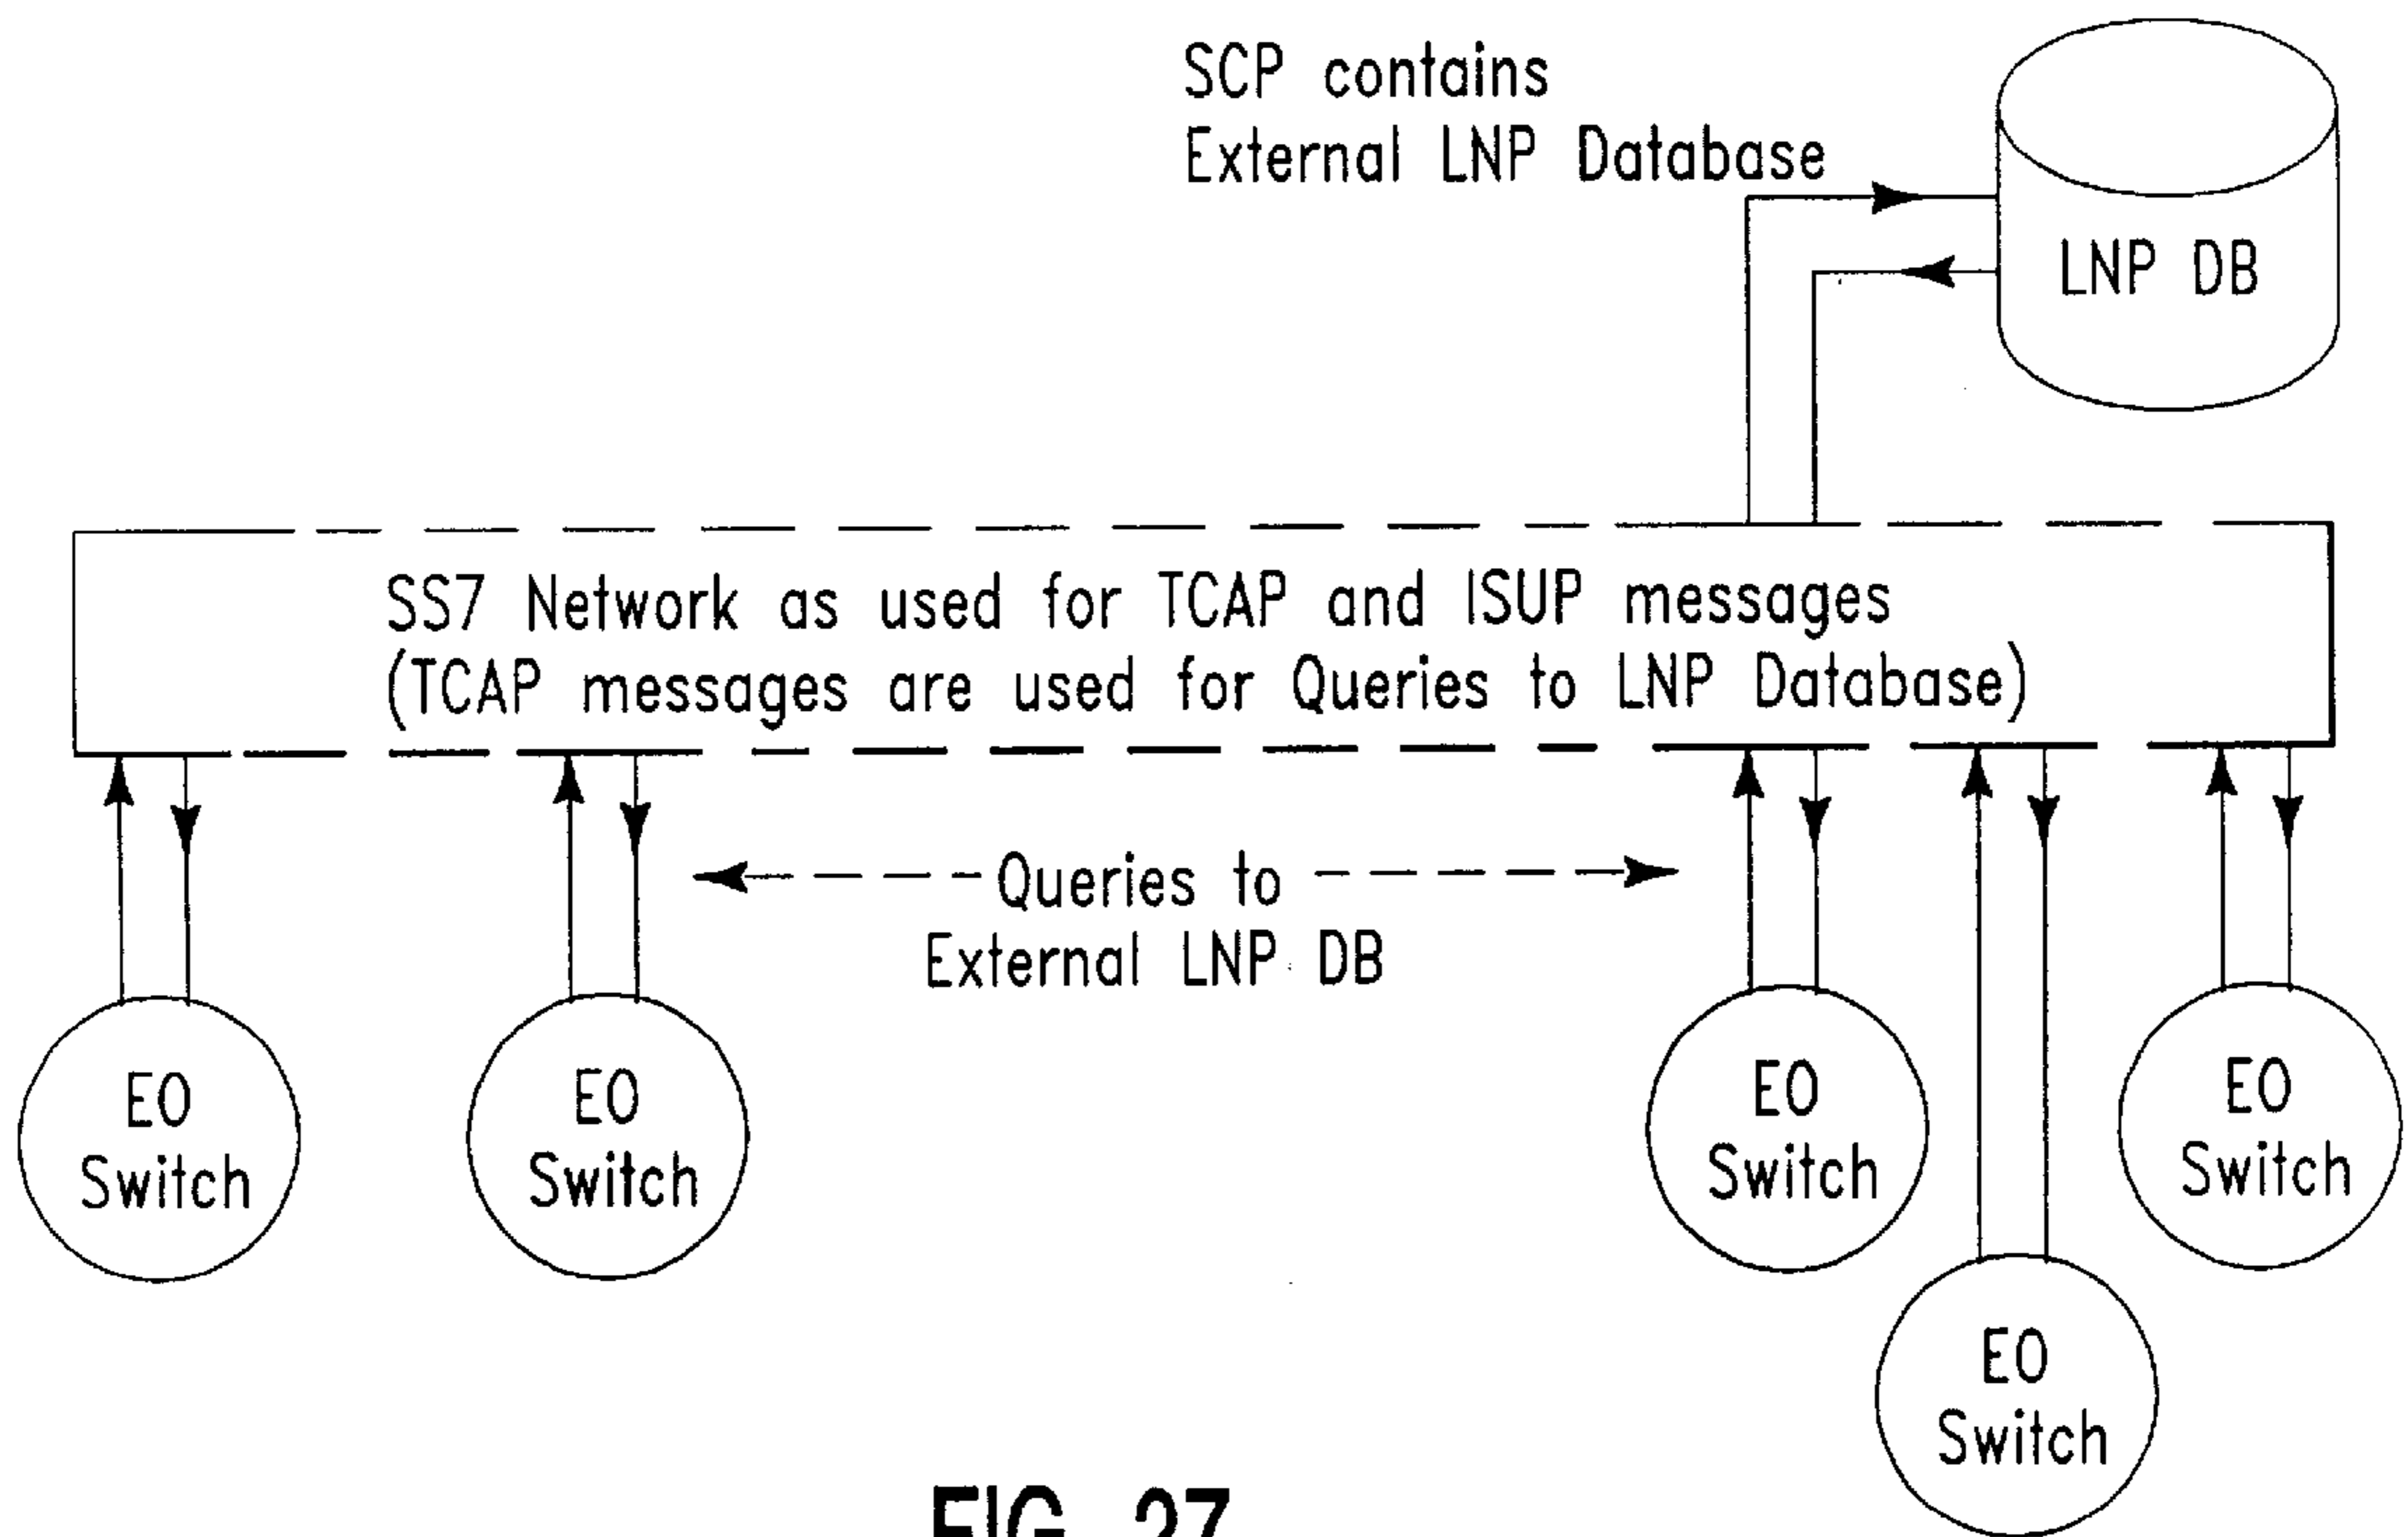 SCP contains
External LNP Database
LNP DB
SS7 Network as used for TCAP and ISUP messages
(TCAP messages are used for Queries to LNP Database)
Queries to
External LNP DB
EO
Switch
EO
Switch
EO
Switch
EO
Switch
EO
Switch
FIG. 27